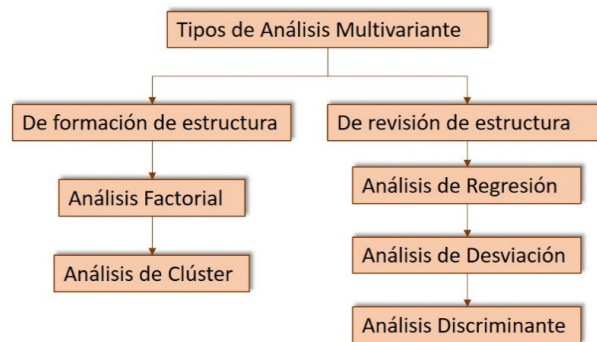 Tipos de Análisis Multivariante
De formación de estructura
De revisión de estructura
Análisis Factorial
Análisis de Regresión
Análisis de Clúster
Análisis de Desviación
Análisis Discriminante